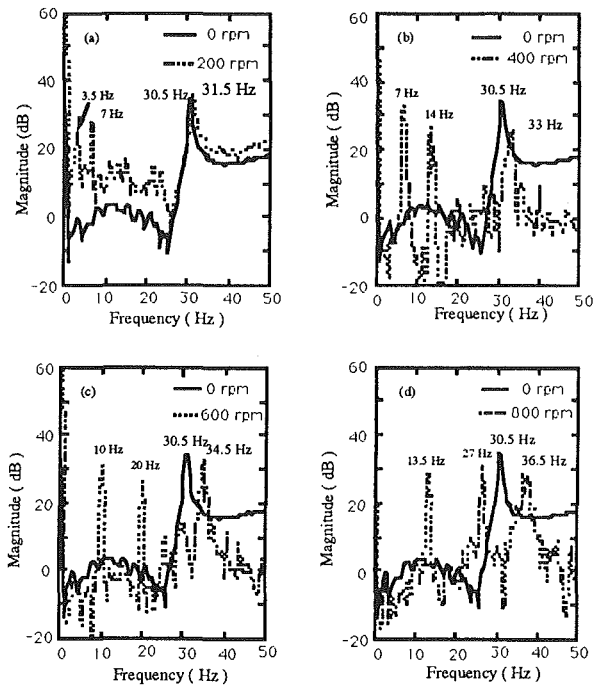 (a)
0 rpm
200 rpm
3.5 Hz
7 Hz
30.5 Hz
31.5 Hz
60
40
20
0
-20
Magnitude (dB)
0 10 20 30 40 50
Frequency ( Hz )
(b)
0 rpm
400 rpm
7 Hz
14 Hz
30.5 Hz
33 Hz
60
40
20
0
-20
Magnitude ( dB )
0 10 20 30 40 50
Frequency ( Hz )
(c)
0 rpm
600 rpm
10 Hz
20 Hz
30.5 Hz
34.5 Hz
60
40
20
0
-20
Magnitude ( dB )
0 10 20 30 40 50
Frequency ( Hz )
(d)
0 rpm
800 rpm
13.5 Hz
27 Hz
30.5 Hz
36.5 Hz
60
40
20
0
-20
Magnitude ( dB )
0 10 20 30 40 50
Frequency ( Hz )